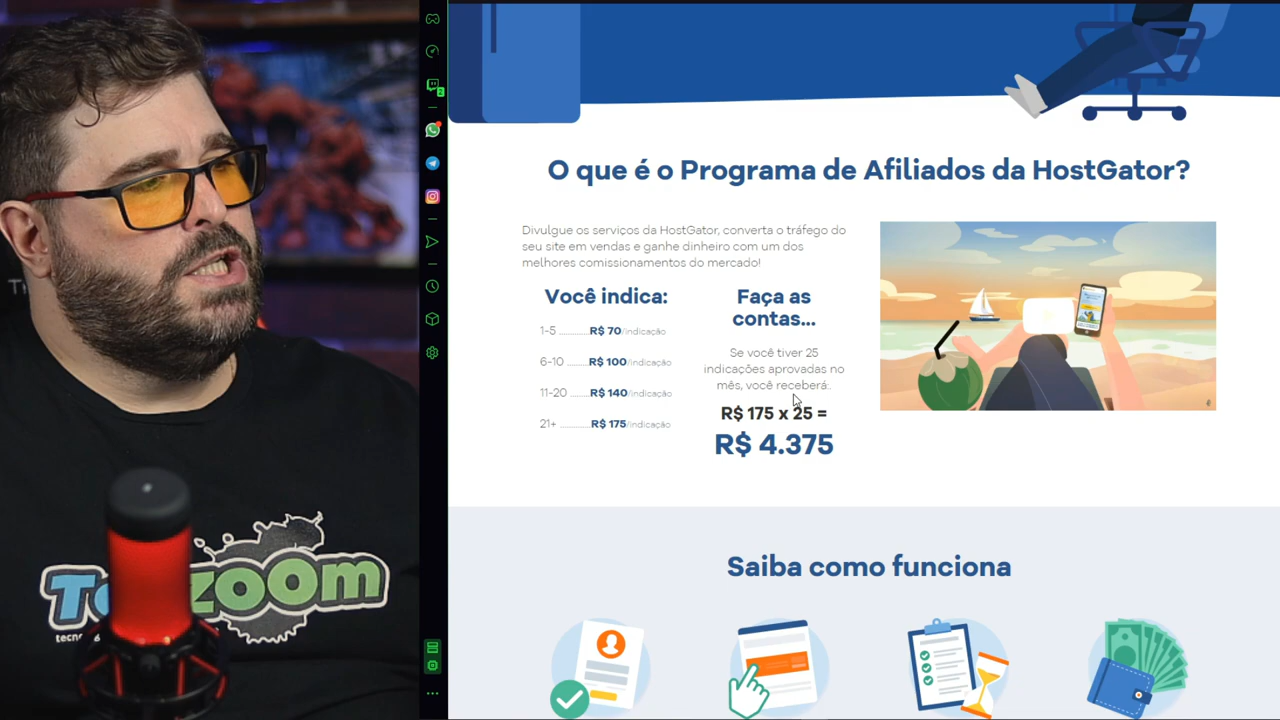 O que é o Programa de Afiliados da HostGator?
Divulgue os serviços da HostGator, converta o tráfego do
seu site em vendas e ganhe dinheiro com um dos
melhores comissionamentos do mercado!
Você indica:
1-5 ............R$ 70/indicação
6-10 ........R$ 100/indicação
11-20 .......R$ 140/indicação
21+ ...........R$ 175/indicação
Faça as
contas...
Se você tiver 25
indicações aprovadas no
mês, você receberá:
R$ 175 x 25 =
R$ 4.375
Saiba como funciona
2